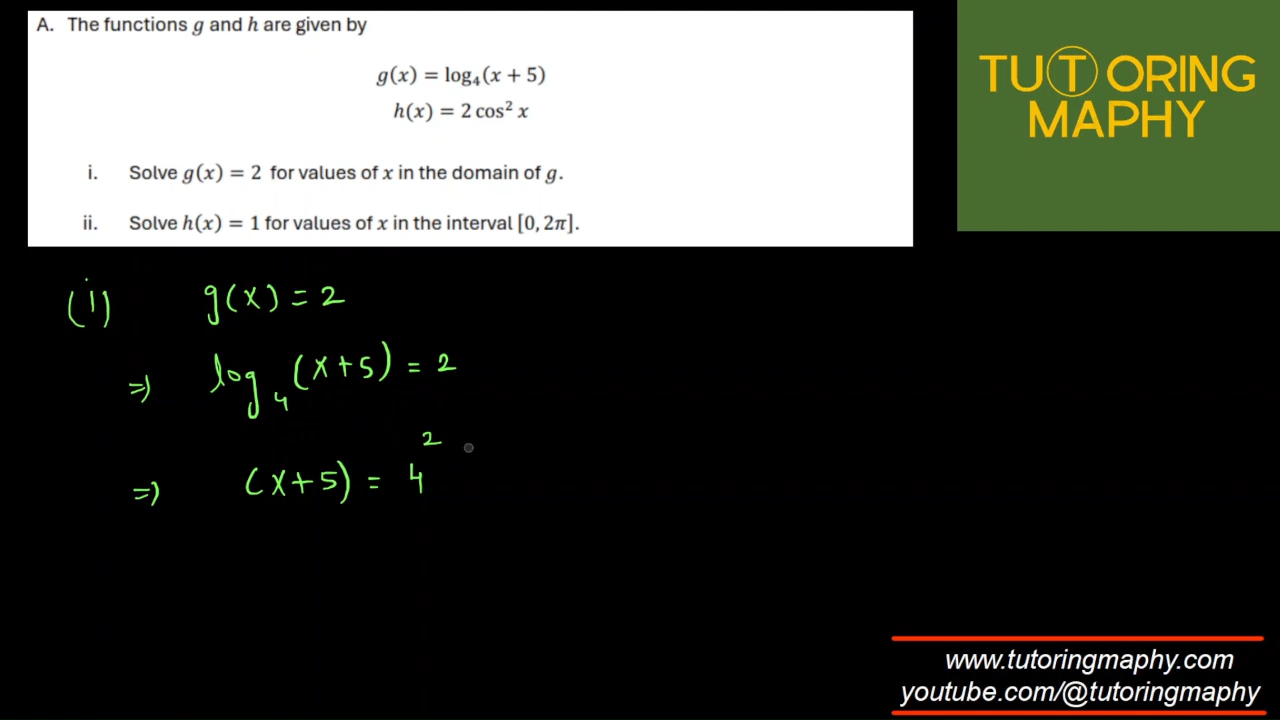 A. The functions g and h are given by
g(x) = log₄(x + 5)
h(x) = 2 cos² x
i. Solve g(x) = 2 for values of x in the domain of g.
ii. Solve h(x) = 1 for values of x in the interval [0, 2π].
TUTORING
MAPHY
(i) g(x) = 2
⇒ log₄(x+5) = 2
⇒ (x+5) = 4²
www.tutoringmaphy.com
youtube.com/@tutoringmaphy